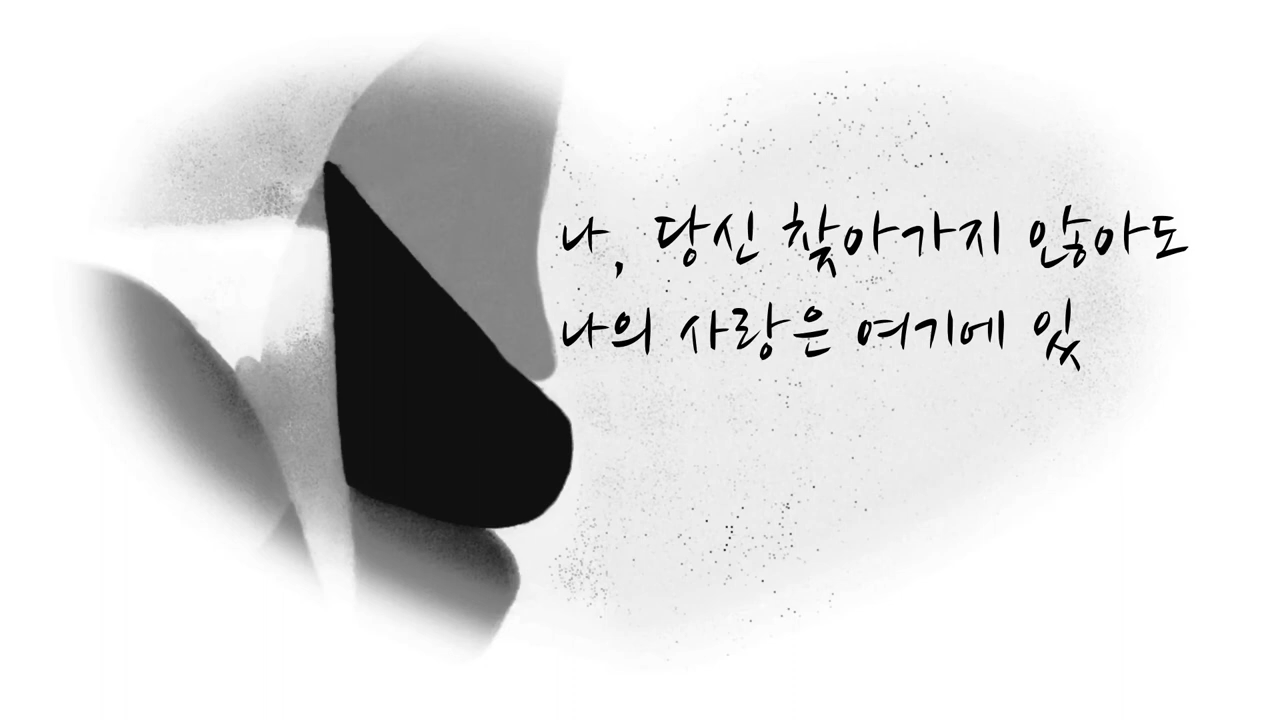 나, 당신 찾아가지 않아도
나의 사랑은 여기에 있